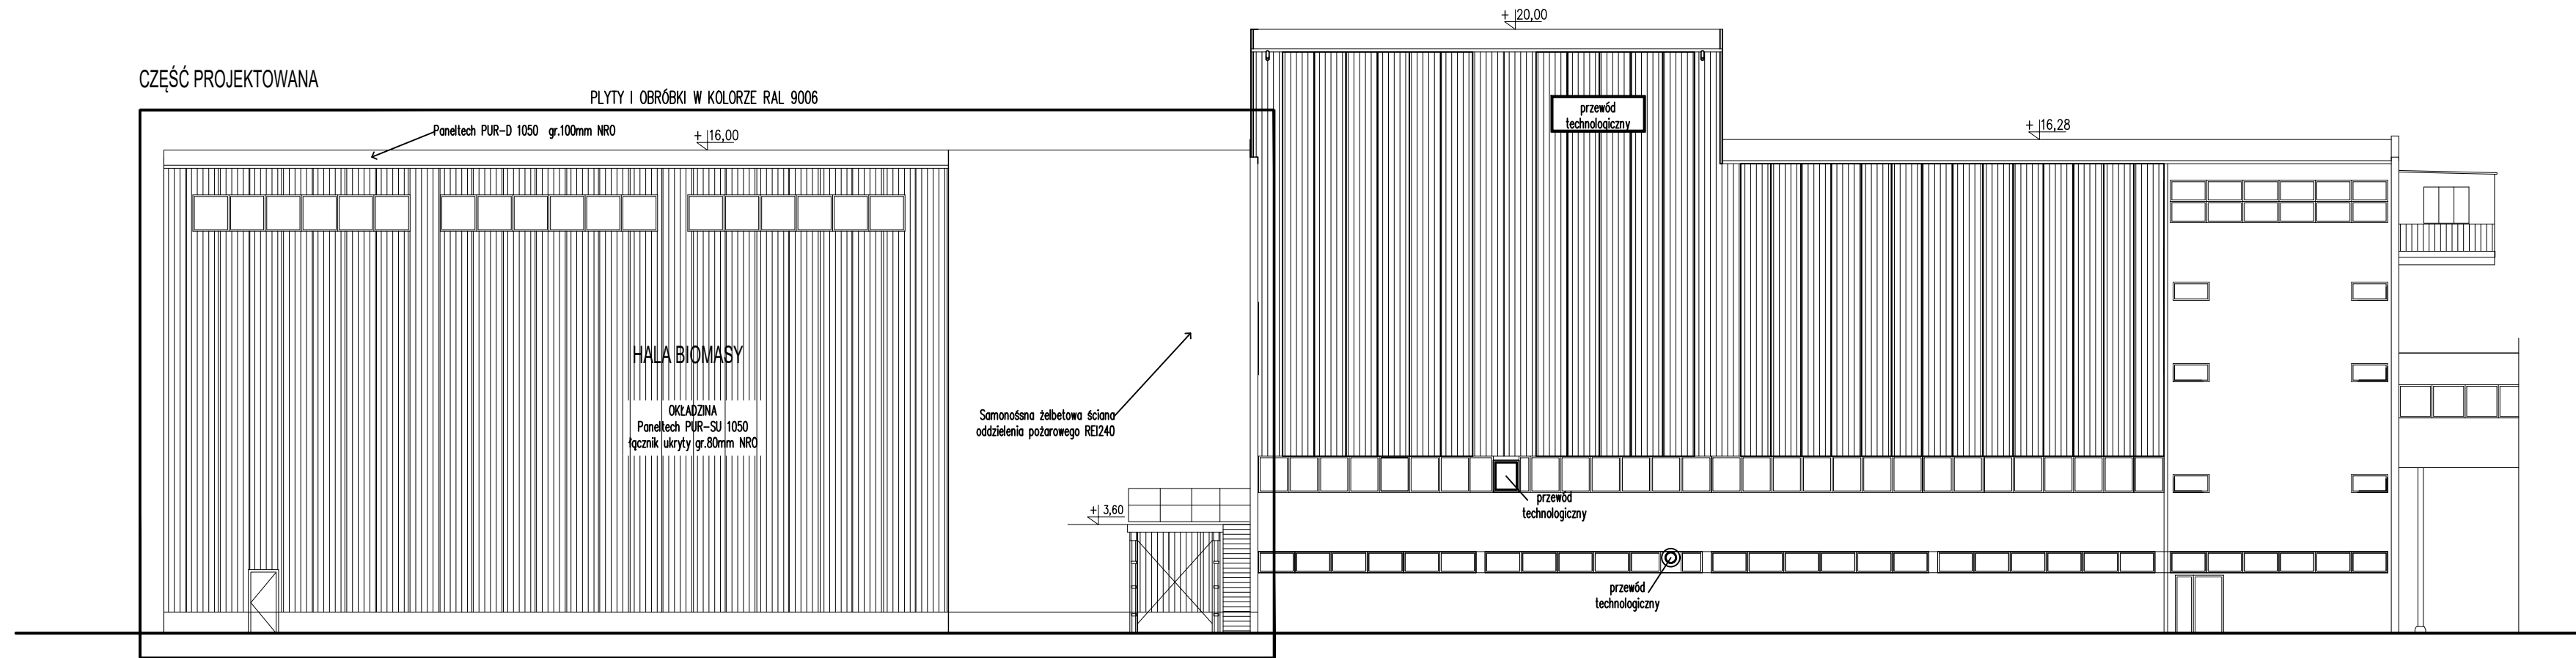 + 20,00
CZĘŚĆ PROJEKTOWANA
PLYTY I OBRÓBKI W KOLORZE RAL 9006
przewód
technologiczny
Paneltech PUR-D 1050 gr.100mm NRO
+ 16,00
+ 16,28
HALA BIOMASY
OKŁADZINA
Paneltech PUR-SU 1050
łącznik ukryty gr.80mm NRO
Samonośsna żelbetowa ściana
oddzielenia pożarowego REI240
+ 3,60
przewód
technologiczny
przewód
technologiczny